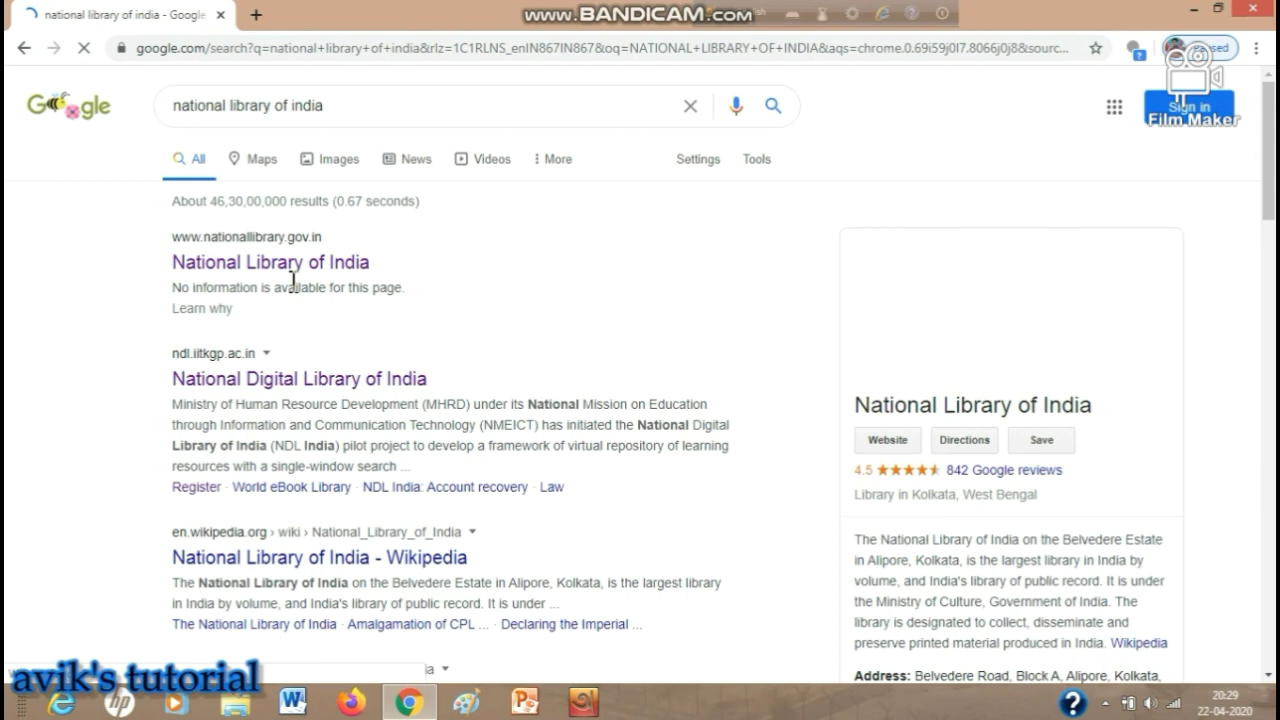 national library of india - Google
www.BANDICAM.com
google.com/search?q=national+library+of+india&rlz=1C1RLNS_enIN867IN867&oq=NATIONAL+LIBRARY+OF+INDIA&aqs=chrome.0.69i59j0l7.8066j0j8&sourc...
Google
national library of india
Sign in
Film Maker
All
Maps
Images
News
Videos
More
Settings
Tools
About 46,30,00,000 results (0.67 seconds)
www.nationallibrary.gov.in
National Library of India
No information is available for this page.
Learn why
ndl.iitkgp.ac.in
National Digital Library of India
Ministry of Human Resource Development (MHRD) under its National Mission on Education
through Information and Communication Technology (NMEICT) has initiated the National Digital
Library of India (NDL India) pilot project to develop a framework of virtual repository of learning
resources with a single-window search ...
Register · World eBook Library · NDL India: Account recovery · Law
en.wikipedia.org › wiki › National_Library_of_India
National Library of India - Wikipedia
The National Library of India on the Belvedere Estate in Alipore, Kolkata, is the largest library
in India by volume, and India's library of public record. It is under ...
The National Library of India · Amalgamation of CPL ... · Declaring the Imperial ...
National Library of India
Website
Directions
Save
4.5
842 Google reviews
Library in Kolkata, West Bengal
The National Library of India on the Belvedere Estate
in Alipore, Kolkata, is the largest library in India by
volume, and India's library of public record. It is under
the Ministry of Culture, Government of India. The
library is designated to collect, disseminate and
preserve printed material produced in India. Wikipedia
Address: Belvedere Road, Block A, Alipore, Kolkata,
avik's tutorial
20:29
22-04-2020